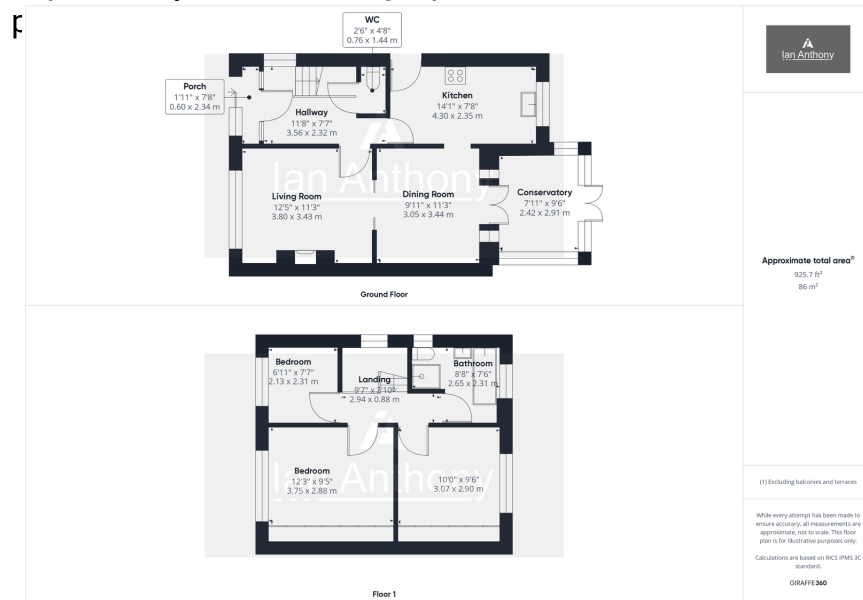 WC
2'6" x 4'8"
0.76 x 1.44 m
Porch
1'11" x 7'8"
0.60 x 2.34 m
Hallway
11'8" x 7'7"
3.56 x 2.32 m
Kitchen
14'1" x 7'8"
4.30 x 2.35 m
Living Room
12'5" x 11'3"
3.80 x 3.43 m
Dining Room
9'11" x 11'3"
3.05 x 3.44 m
Conservatory
7'11" x 9'6"
2.42 x 2.91 m
Ian Anthony
Ground Floor
Bedroom
6'11" x 7'7"
2.13 x 2.31 m
Landing
9'7" x 2'10"
2.94 x 0.88 m
Bathroom
8'8" x 7'6"
2.65 x 2.31 m
Bedroom
12'3" x 9'5"
3.75 x 2.88 m
10'0" x 9'6"
3.07 x 2.90 m
Ian Anthony
Floor 1
Ian Anthony
Approximate total area⁽¹⁾
925.7 ft²
86 m²
(1) Excluding balconies and terraces
While every attempt has been made to
ensure accuracy, all measurements are
approximate, not to scale. This floor
plan is for illustrative purposes only.
Calculations are based on RICS IPMS 3C
standard.
GIRAFFE360